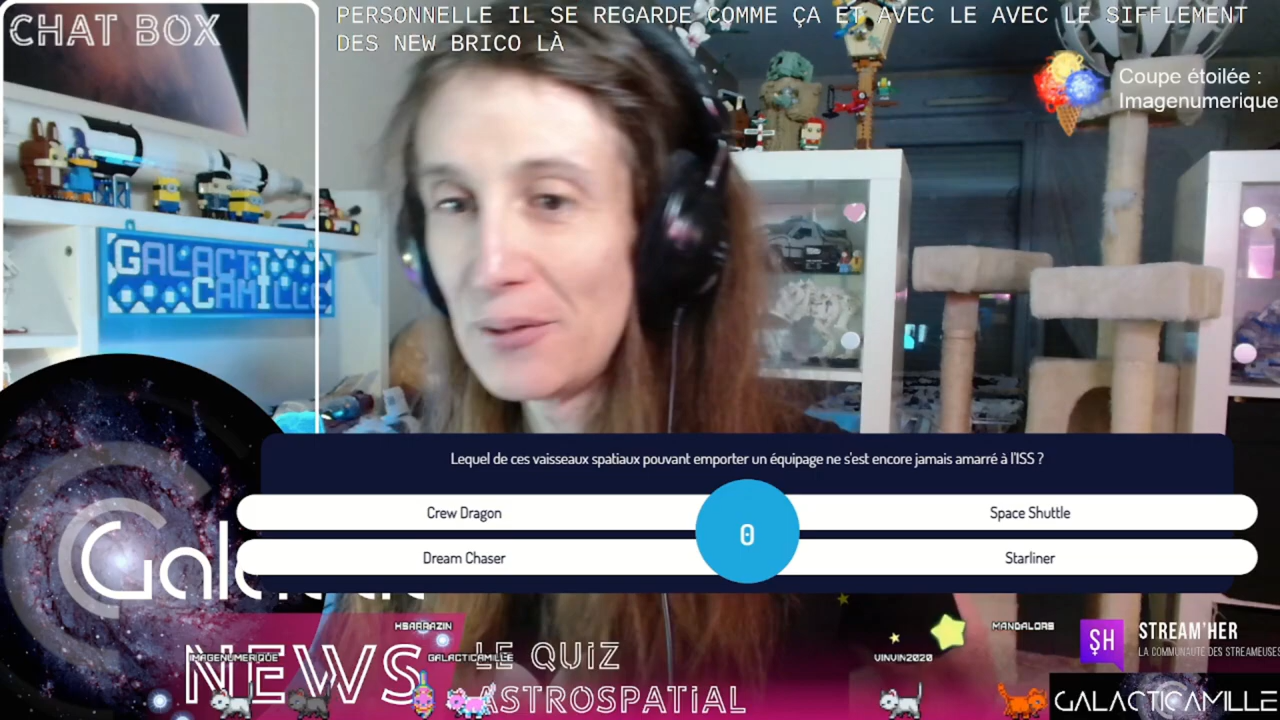 CHAT BOX
PERSONNELLE IL SE REGARDE COMME ÇA ET AVEC LE AVEC LE SIFFLEMENT
DES NEW BRICO LÀ
Coupe étoilée :
Imagenumerique
GALACTI
CAMILLE
Lequel de ces vaisseaux spatiaux pouvant emporter un équipage ne s'est encore jamais amarré à l'ISS ?
Crew Dragon
Space Shuttle
0
Dream Chaser
Starliner
HSARRAZIN
MANDALORS
IMAGENUMERIQUE
GALACTICAMILLE
VINVIN2020
NEWS
LE QUIZ
ASTROSPATIAL
SH
STREAM'HER
LA COMMUNAUTÉ DES STREAMEUSES
GALACTICAMILLE